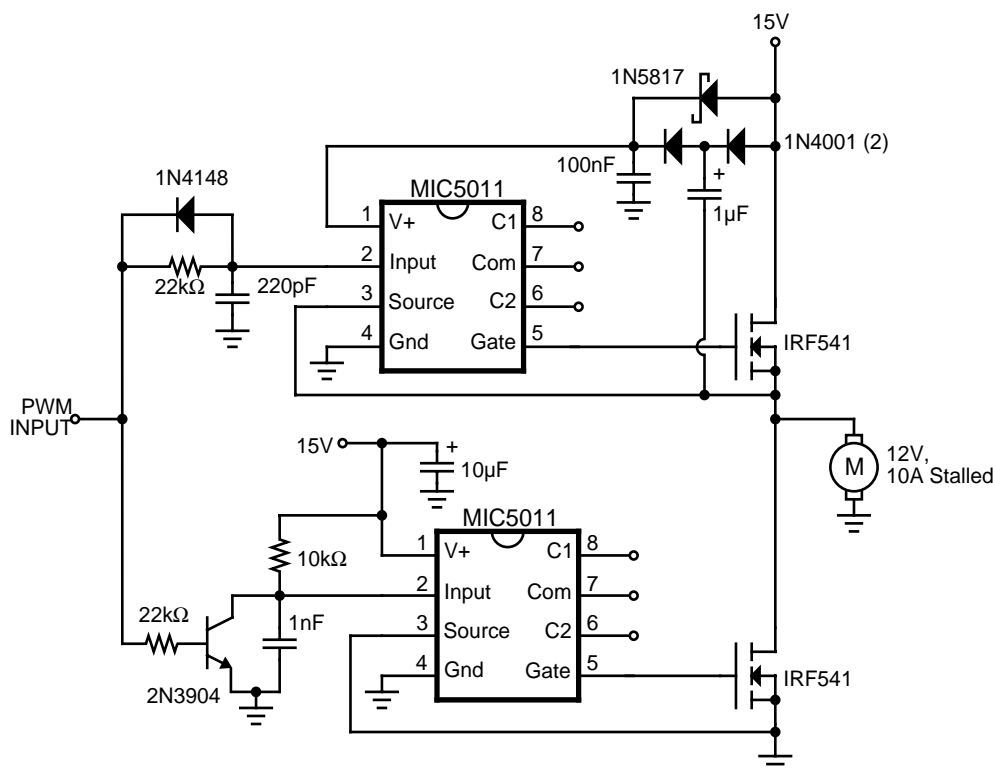 15V
1N5817
1N4001 (2)
100nF
+
1µF
1N4148
22kΩ
220pF
MIC5011
1 V+ C1 8
2 Input Com 7
3 Source C2 6
4 Gnd Gate 5
IRF541
PWM
INPUT
15V
+
10µF
M
12V,
10A Stalled
10kΩ
MIC5011
1 V+ C1 8
2 Input Com 7
3 Source C2 6
4 Gnd Gate 5
22kΩ
1nF
2N3904
IRF541